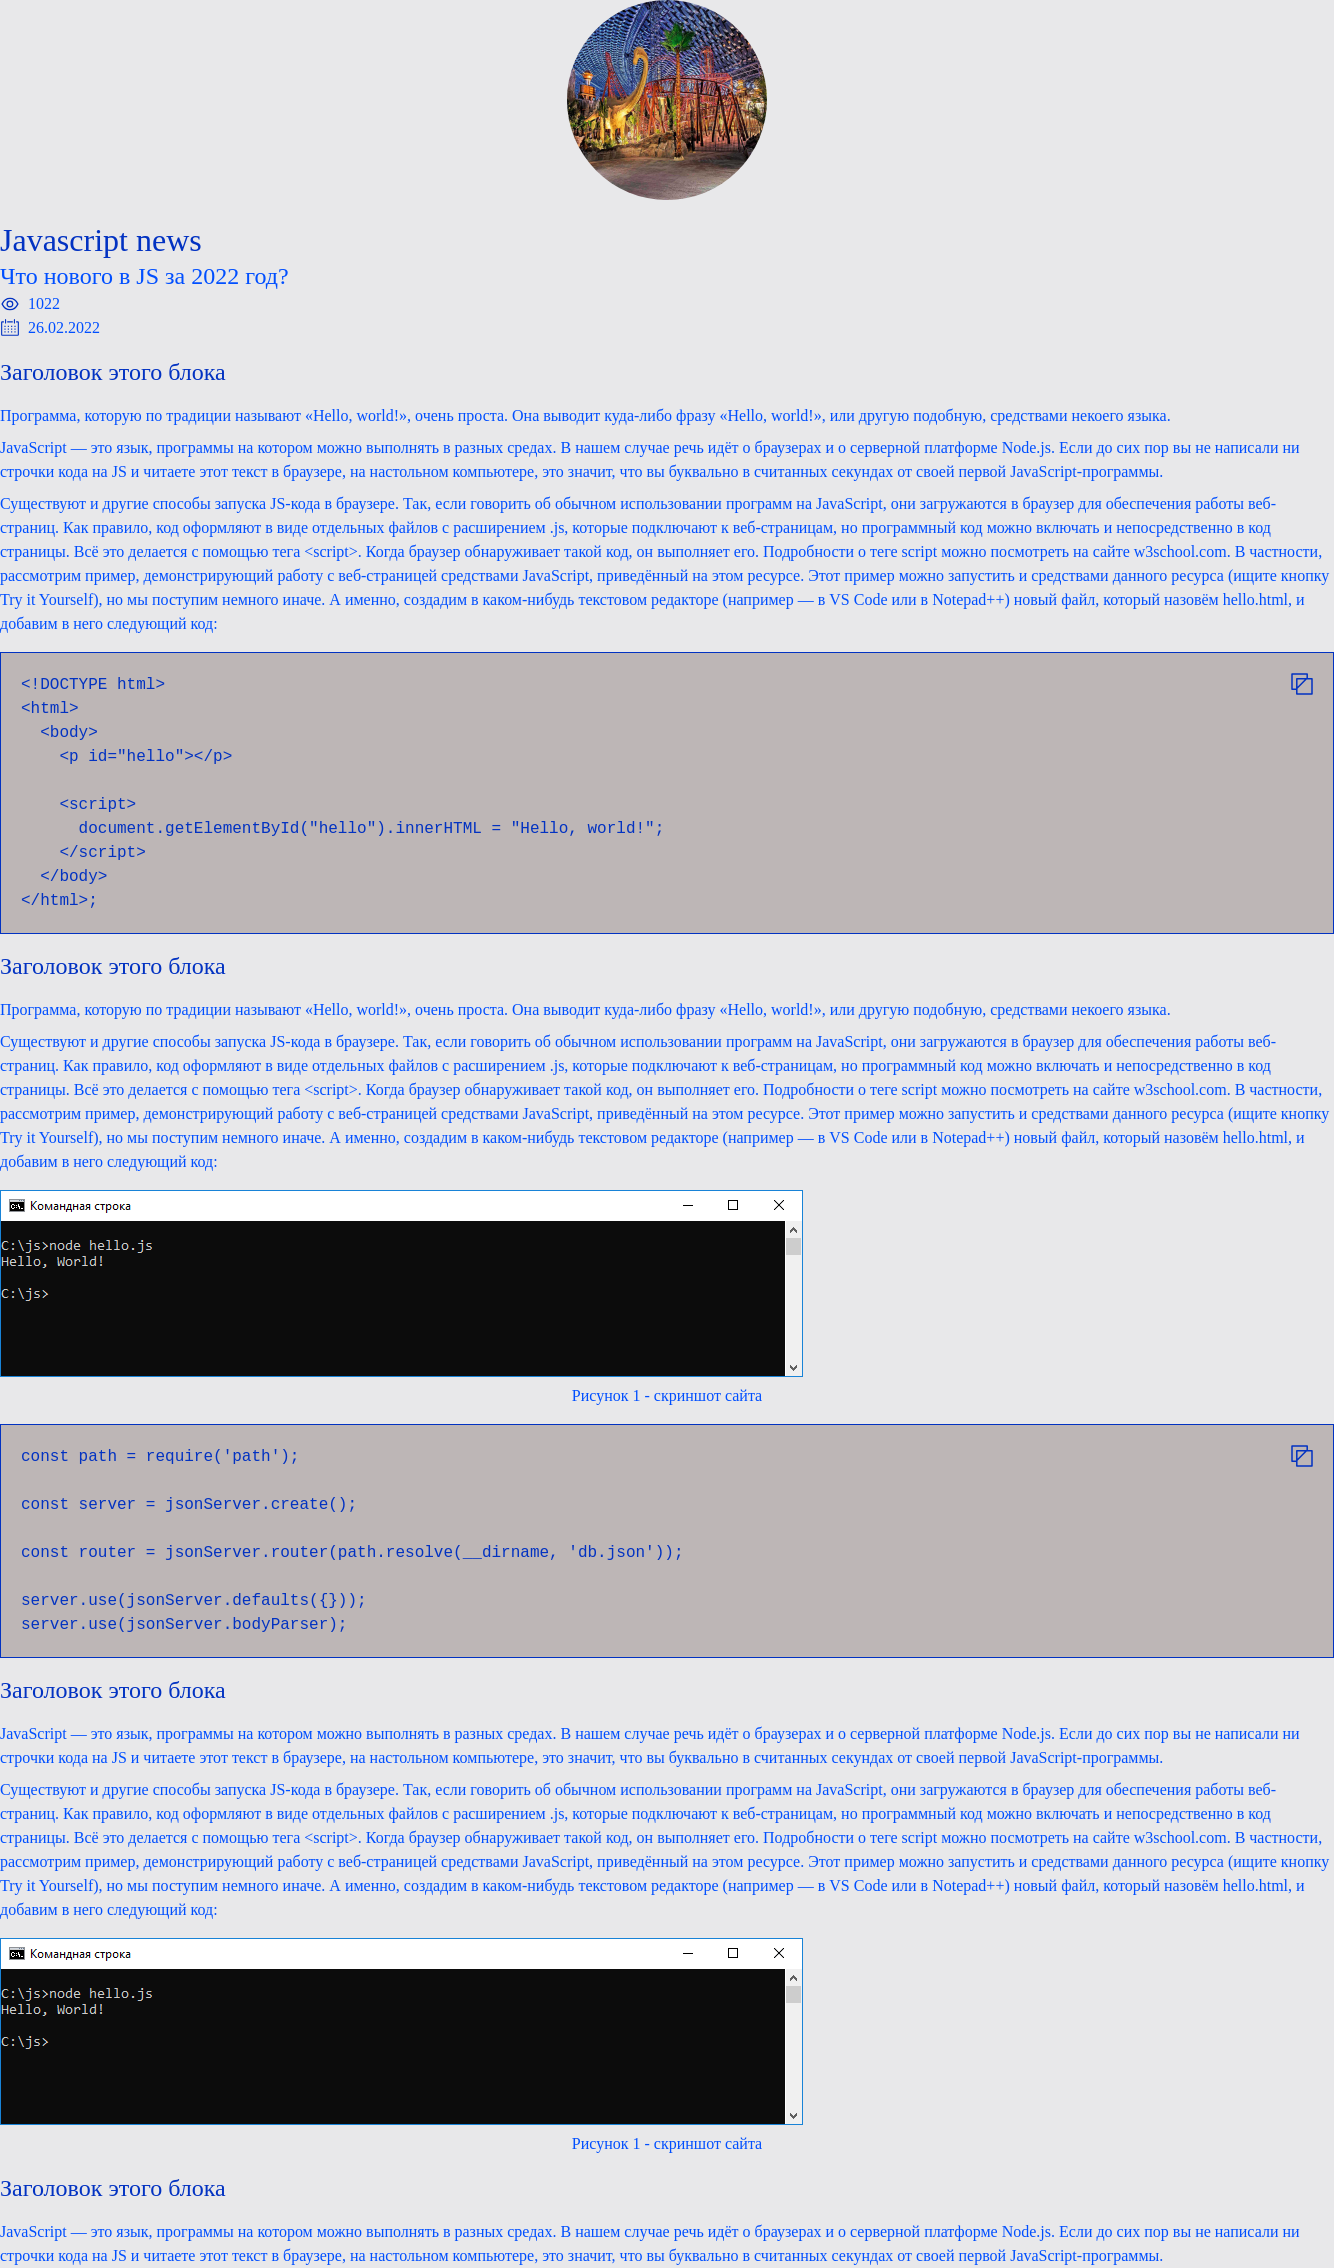 Javascript news
Что нового в JS за 2022 год?
1022
26.02.2022
Заголовок этого блока
Программа, которую по традиции называют «Hello, world!», очень проста. Она выводит куда-либо фразу «Hello, world!», или другую подобную, средствами некоего языка.
JavaScript — это язык, программы на котором можно выполнять в разных средах. В нашем случае речь идёт о браузерах и о серверной платформе Node.js. Если до сих пор вы не написали ни
строчки кода на JS и читаете этот текст в браузере, на настольном компьютере, это значит, что вы буквально в считанных секундах от своей первой JavaScript-программы.
Существуют и другие способы запуска JS-кода в браузере. Так, если говорить об обычном использовании программ на JavaScript, они загружаются в браузер для обеспечения работы веб-
страниц. Как правило, код оформляют в виде отдельных файлов с расширением .js, которые подключают к веб-страницам, но программный код можно включать и непосредственно в код
страницы. Всё это делается с помощью тега <script>. Когда браузер обнаруживает такой код, он выполняет его. Подробности о теге script можно посмотреть на сайте w3school.com. В частности,
рассмотрим пример, демонстрирующий работу с веб-страницей средствами JavaScript, приведённый на этом ресурсе. Этот пример можно запустить и средствами данного ресурса (ищите кнопку
Try it Yourself), но мы поступим немного иначе. А именно, создадим в каком-нибудь текстовом редакторе (например — в VS Code или в Notepad++) новый файл, который назовём hello.html, и
добавим в него следующий код:
<!DOCTYPE html>
<html>
  <body>
    <p id="hello"></p>

    <script>
      document.getElementById("hello").innerHTML = "Hello, world!";
    </script>
  </body>
</html>;
Заголовок этого блока
Программа, которую по традиции называют «Hello, world!», очень проста. Она выводит куда-либо фразу «Hello, world!», или другую подобную, средствами некоего языка.
Существуют и другие способы запуска JS-кода в браузере. Так, если говорить об обычном использовании программ на JavaScript, они загружаются в браузер для обеспечения работы веб-
страниц. Как правило, код оформляют в виде отдельных файлов с расширением .js, которые подключают к веб-страницам, но программный код можно включать и непосредственно в код
страницы. Всё это делается с помощью тега <script>. Когда браузер обнаруживает такой код, он выполняет его. Подробности о теге script можно посмотреть на сайте w3school.com. В частности,
рассмотрим пример, демонстрирующий работу с веб-страницей средствами JavaScript, приведённый на этом ресурсе. Этот пример можно запустить и средствами данного ресурса (ищите кнопку
Try it Yourself), но мы поступим немного иначе. А именно, создадим в каком-нибудь текстовом редакторе (например — в VS Code или в Notepad++) новый файл, который назовём hello.html, и
добавим в него следующий код:
Командная строка
C:\js>node hello.js
Hello, World!
C:\js>
Рисунок 1 - скриншот сайта
const path = require('path');

const server = jsonServer.create();

const router = jsonServer.router(path.resolve(__dirname, 'db.json'));

server.use(jsonServer.defaults({}));
server.use(jsonServer.bodyParser);
Заголовок этого блока
JavaScript — это язык, программы на котором можно выполнять в разных средах. В нашем случае речь идёт о браузерах и о серверной платформе Node.js. Если до сих пор вы не написали ни
строчки кода на JS и читаете этот текст в браузере, на настольном компьютере, это значит, что вы буквально в считанных секундах от своей первой JavaScript-программы.
Существуют и другие способы запуска JS-кода в браузере. Так, если говорить об обычном использовании программ на JavaScript, они загружаются в браузер для обеспечения работы веб-
страниц. Как правило, код оформляют в виде отдельных файлов с расширением .js, которые подключают к веб-страницам, но программный код можно включать и непосредственно в код
страницы. Всё это делается с помощью тега <script>. Когда браузер обнаруживает такой код, он выполняет его. Подробности о теге script можно посмотреть на сайте w3school.com. В частности,
рассмотрим пример, демонстрирующий работу с веб-страницей средствами JavaScript, приведённый на этом ресурсе. Этот пример можно запустить и средствами данного ресурса (ищите кнопку
Try it Yourself), но мы поступим немного иначе. А именно, создадим в каком-нибудь текстовом редакторе (например — в VS Code или в Notepad++) новый файл, который назовём hello.html, и
добавим в него следующий код:
Командная строка
C:\js>node hello.js
Hello, World!
C:\js>
Рисунок 1 - скриншот сайта
Заголовок этого блока
JavaScript — это язык, программы на котором можно выполнять в разных средах. В нашем случае речь идёт о браузерах и о серверной платформе Node.js. Если до сих пор вы не написали ни
строчки кода на JS и читаете этот текст в браузере, на настольном компьютере, это значит, что вы буквально в считанных секундах от своей первой JavaScript-программы.